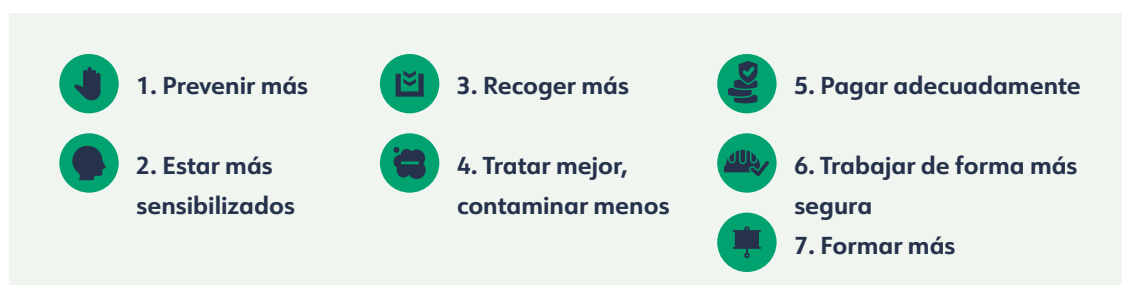 1. Prevenir más
2. Estar más
sensibilizados
3. Recoger más
4. Tratar mejor,
contaminar menos
5. Pagar adecuadamente
6. Trabajar de forma más
segura
7. Formar más